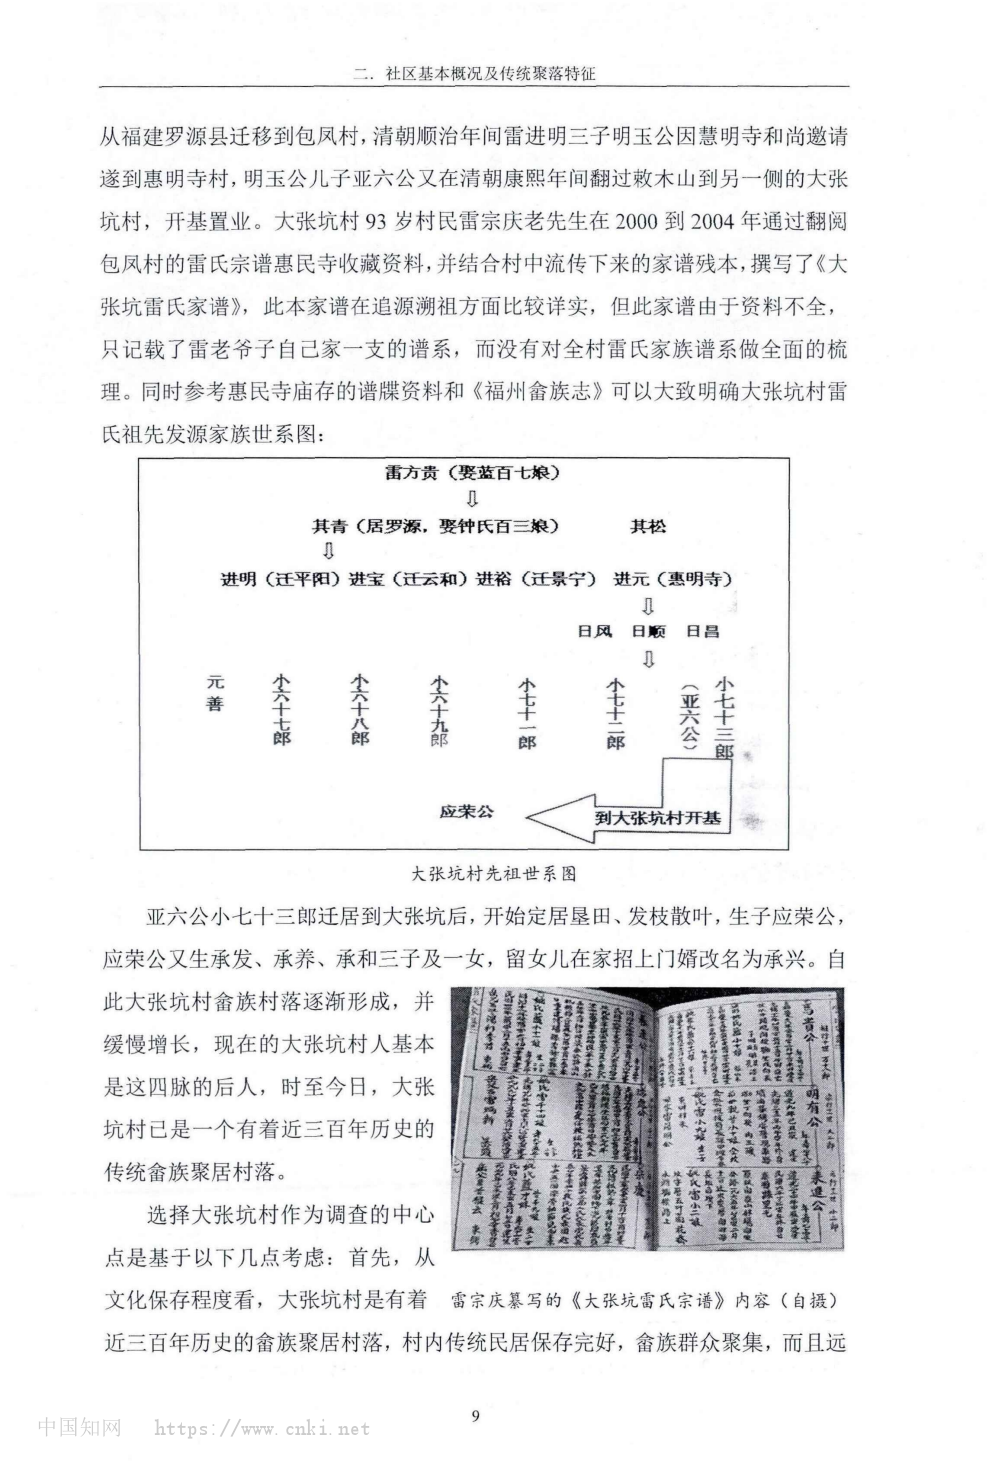 二．社区基本概况及传统聚落特征
从福建罗源县迁移到包凤村，清朝顺治年间雷进明三子明玉公因慧明寺和尚邀请
遂到惠明寺村，明玉公儿子亚六公又在清朝康熙年间翻过敕木山到另一侧的大张
坑村，开基置业。大张坑村 93 岁村民雷宗庆老先生在 2000 到 2004 年通过翻阅
包凤村的雷氏宗谱惠民寺收藏资料，并结合村中流传下来的家谱残本，撰写了《大
张坑雷氏家谱》，此本家谱在追源溯祖方面比较详实，但此家谱由于资料不全，
只记载了雷老爷子自己家一支的谱系，而没有对全村雷氏家族谱系做全面的梳
理。同时参考惠民寺庙存的谱牒资料和《福州畲族志》可以大致明确大张坑村雷
氏祖先发源家族世系图：
雷方贵（娶蓝百七娘）
⇩
其青（居罗源，娶钟氏百三娘） 其松
⇩
进明（迁平阳）进宝（迁云和）进裕（迁景宁） 进元（惠明寺）
⇩
日风 日顺 日昌
⇩
元善
小六十七郎
小六十八郎
小六十九郎
小七十一郎
小七十二郎
（亚六公）
小七十三郎
应荣公
到大张坑村开基
大张坑村先祖世系图
亚六公小七十三郎迁居到大张坑后，开始定居垦田、发枝散叶，生子应荣公，
应荣公又生承发、承养、承和三子及一女，留女儿在家招上门婿改名为承兴。自
此大张坑村畲族村落逐渐形成，并
缓慢增长，现在的大张坑村人基本
是这四脉的后人，时至今日，大张
坑村已是一个有着近三百年历史的
传统畲族聚居村落。
选择大张坑村作为调查的中心
点是基于以下几点考虑：首先，从
文化保存程度看，大张坑村是有着
雷宗庆纂写的《大张坑雷氏宗谱》内容（自摄）
近三百年历史的畲族聚居村落，村内传统民居保存完好，畲族群众聚集，而且远
9
中国知网 https://www.cnki.net